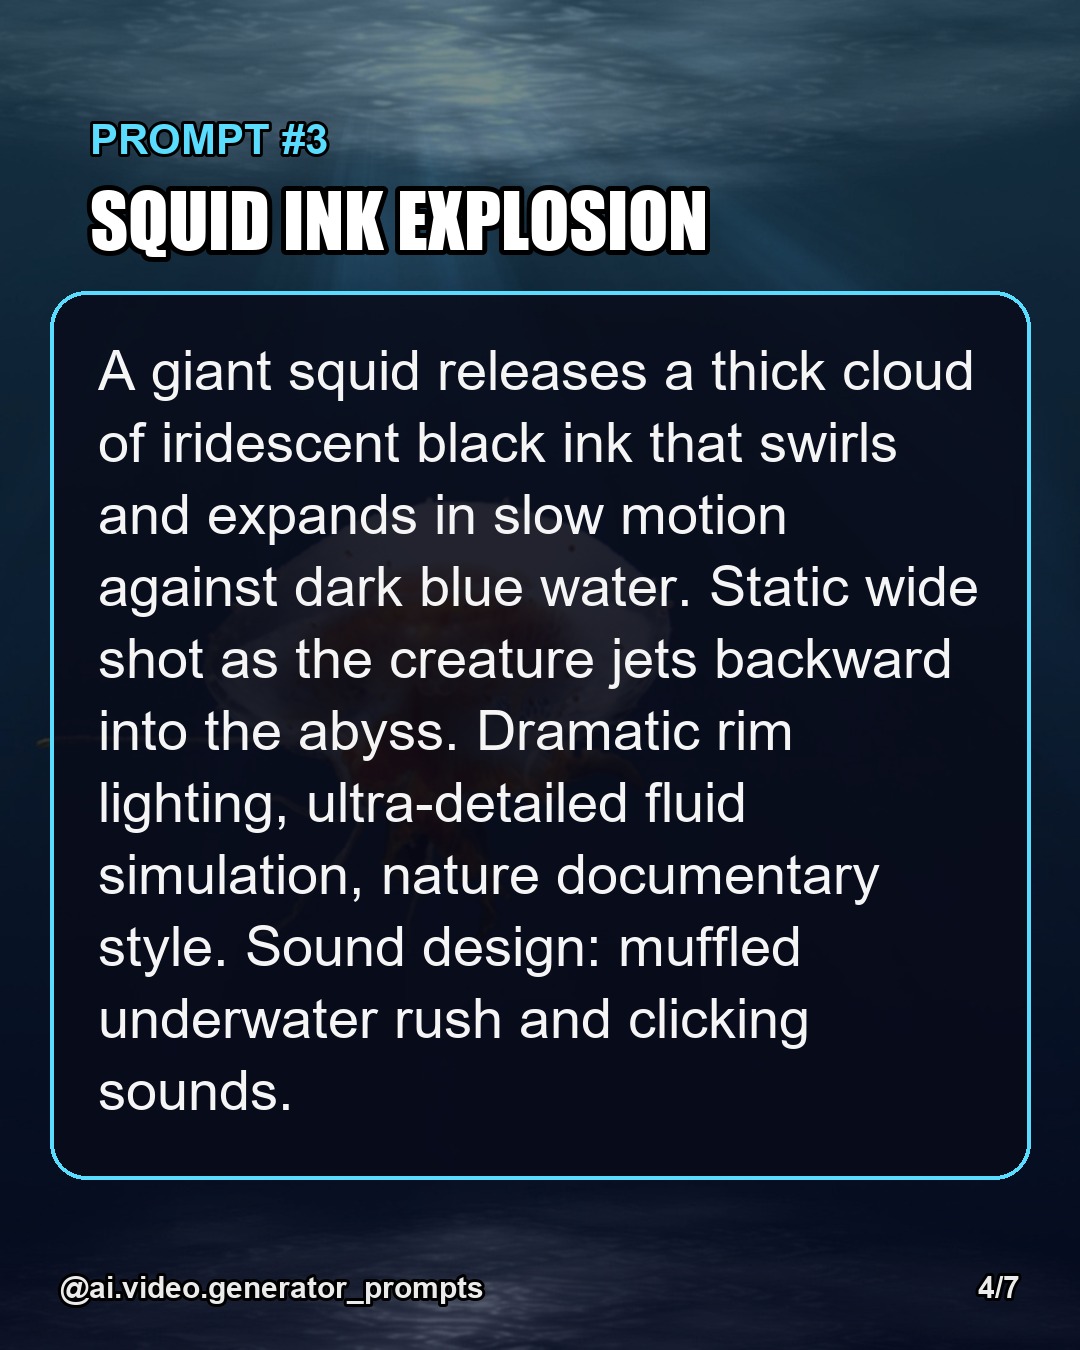 PROMPT #3
SQUID INK EXPLOSION
A giant squid releases a thick cloud
of iridescent black ink that swirls
and expands in slow motion
against dark blue water. Static wide
shot as the creature jets backward
into the abyss. Dramatic rim
lighting, ultra-detailed fluid
simulation, nature documentary
style. Sound design: muffled
underwater rush and clicking
sounds.
@ai.video.generator_prompts
4/7